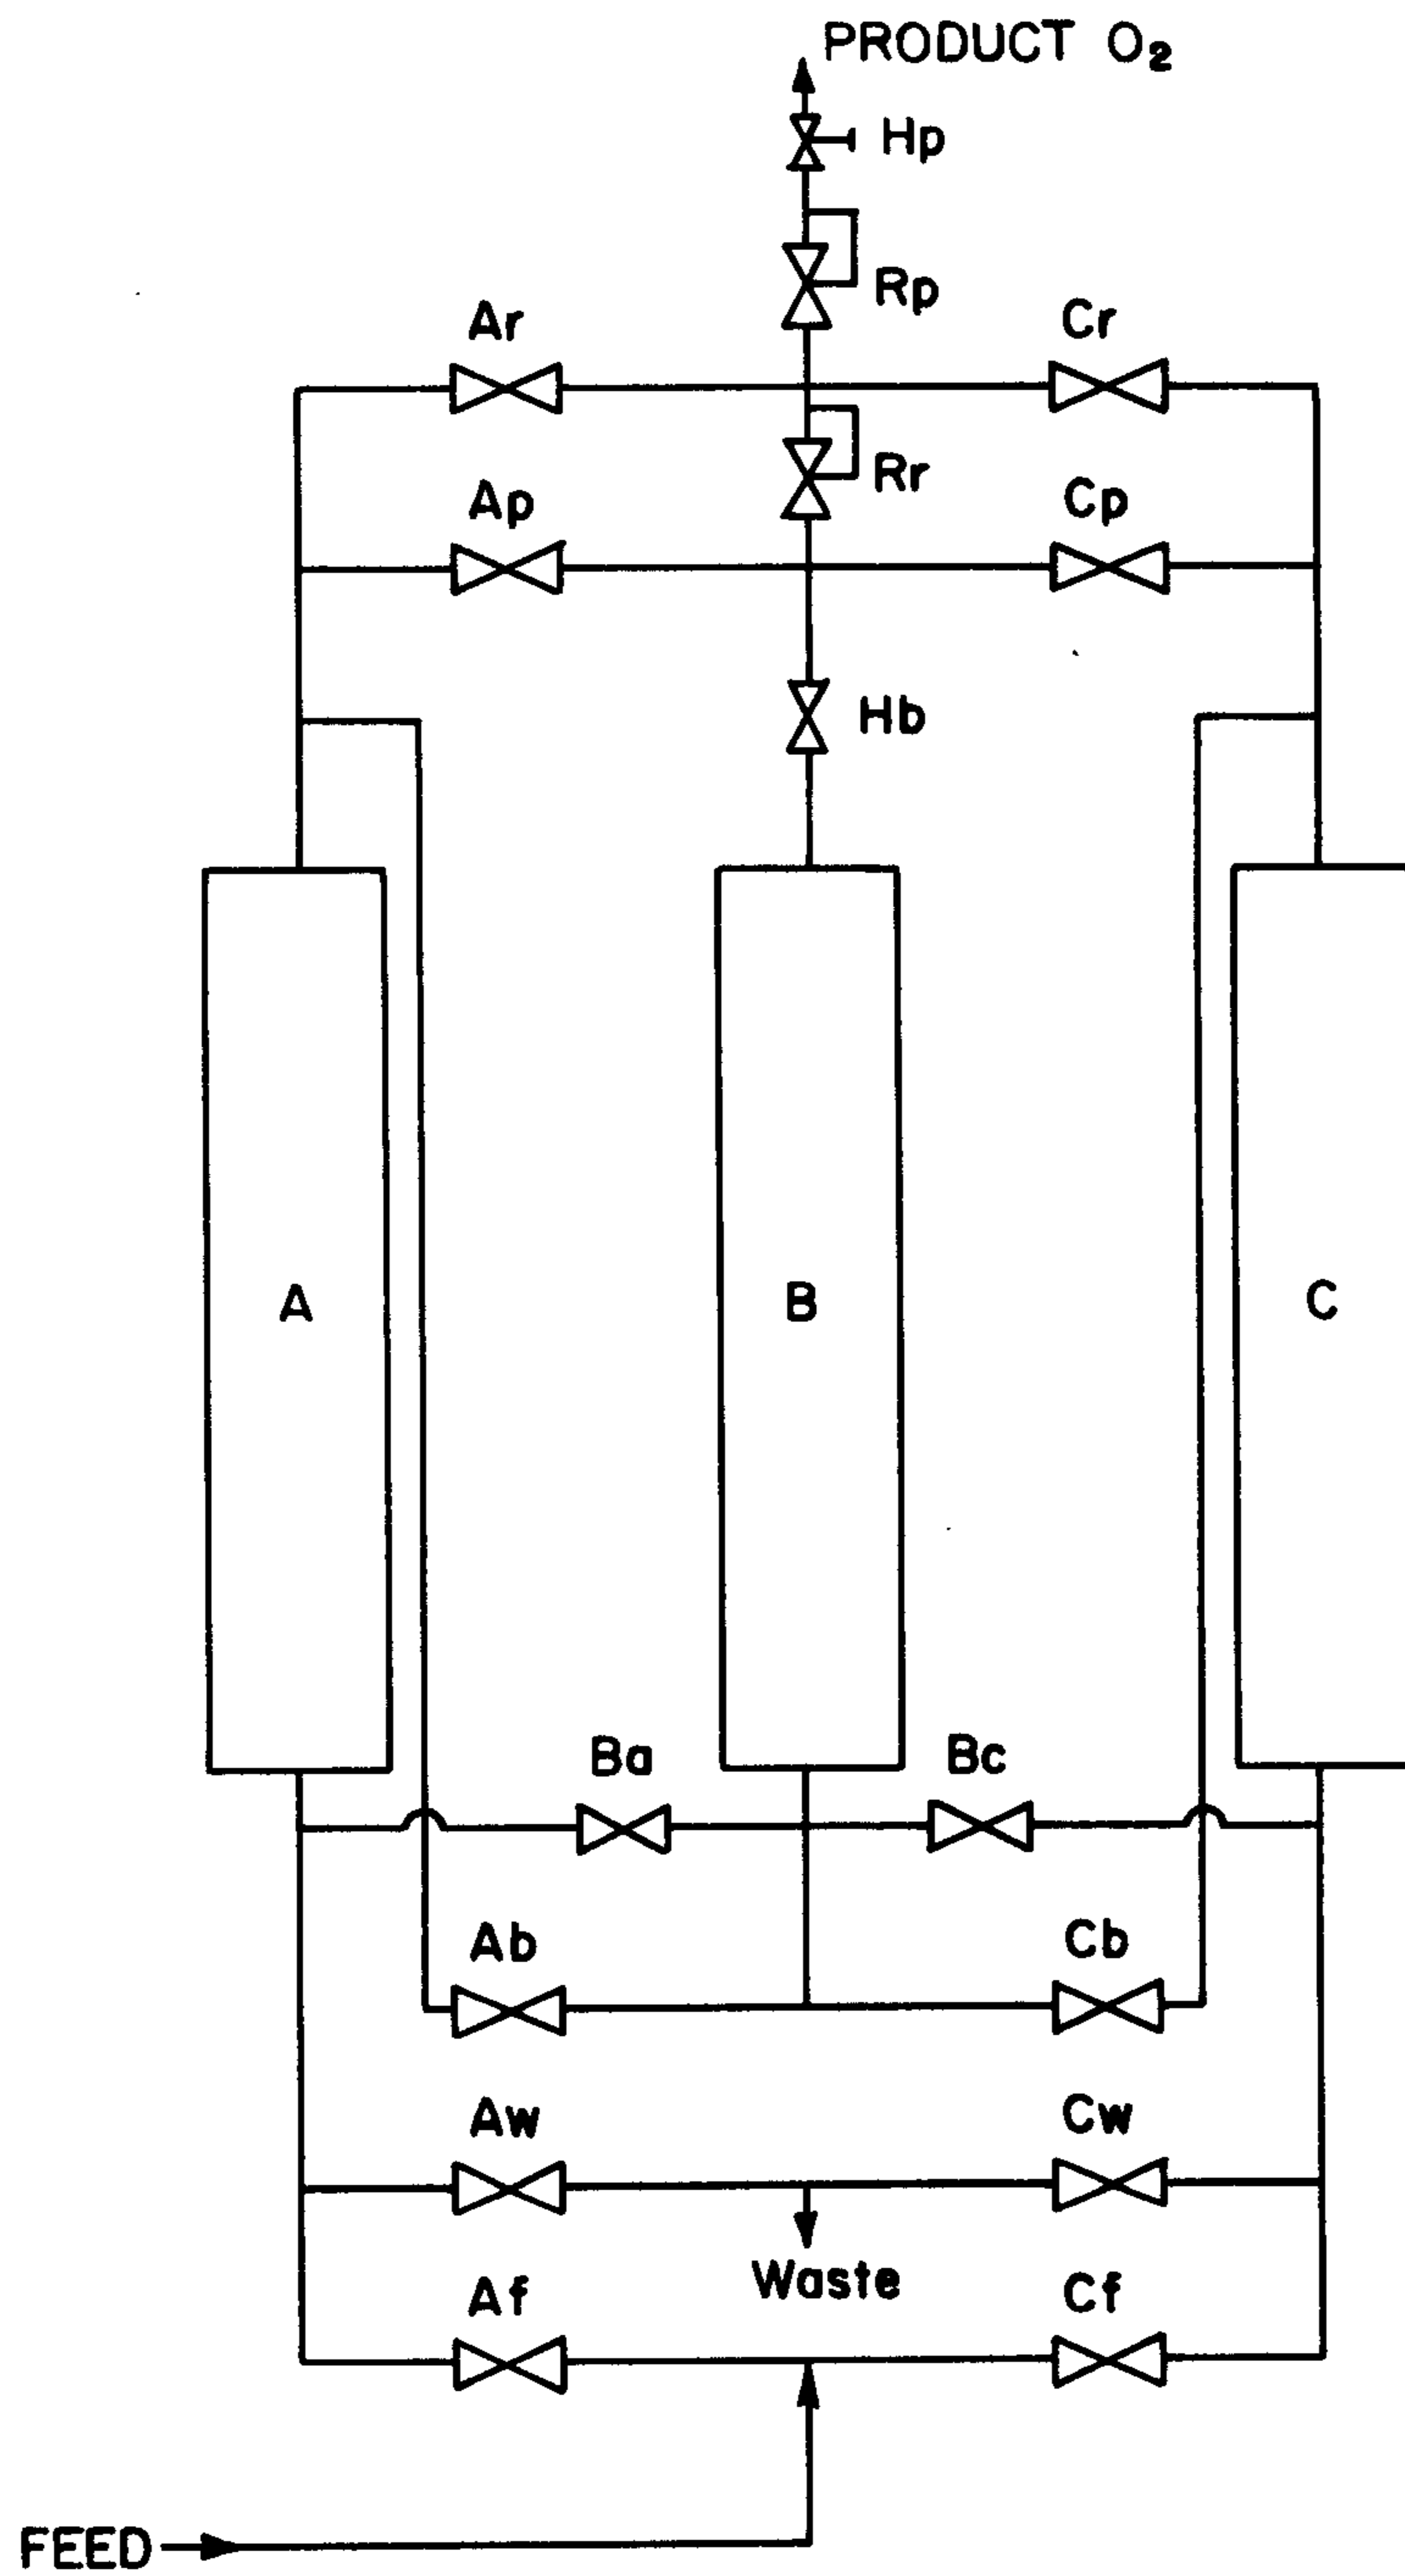 PRODUCT O₂
Hp
Rp
Ar
Cr
Rr
Ap
Cp
Hb
A
B
C
Ba
Bc
Ab
Cb
Aw
Cw
Waste
Af
Cf
FEED